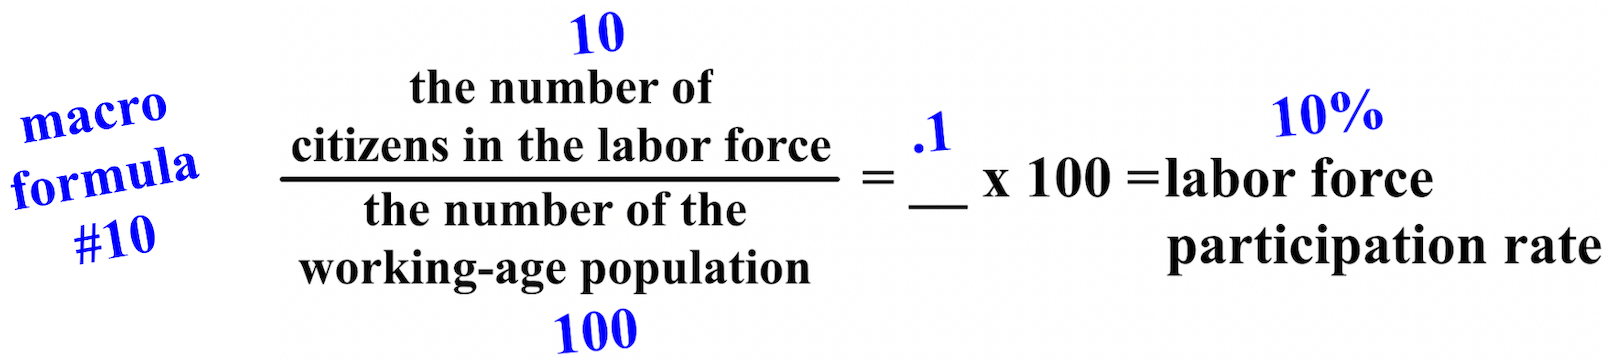 macro
formula
#10
10
the number of
citizens in the labor force
the number of the
working-age population
100
=
.1
__ x 100 =
10%
labor force
participation rate